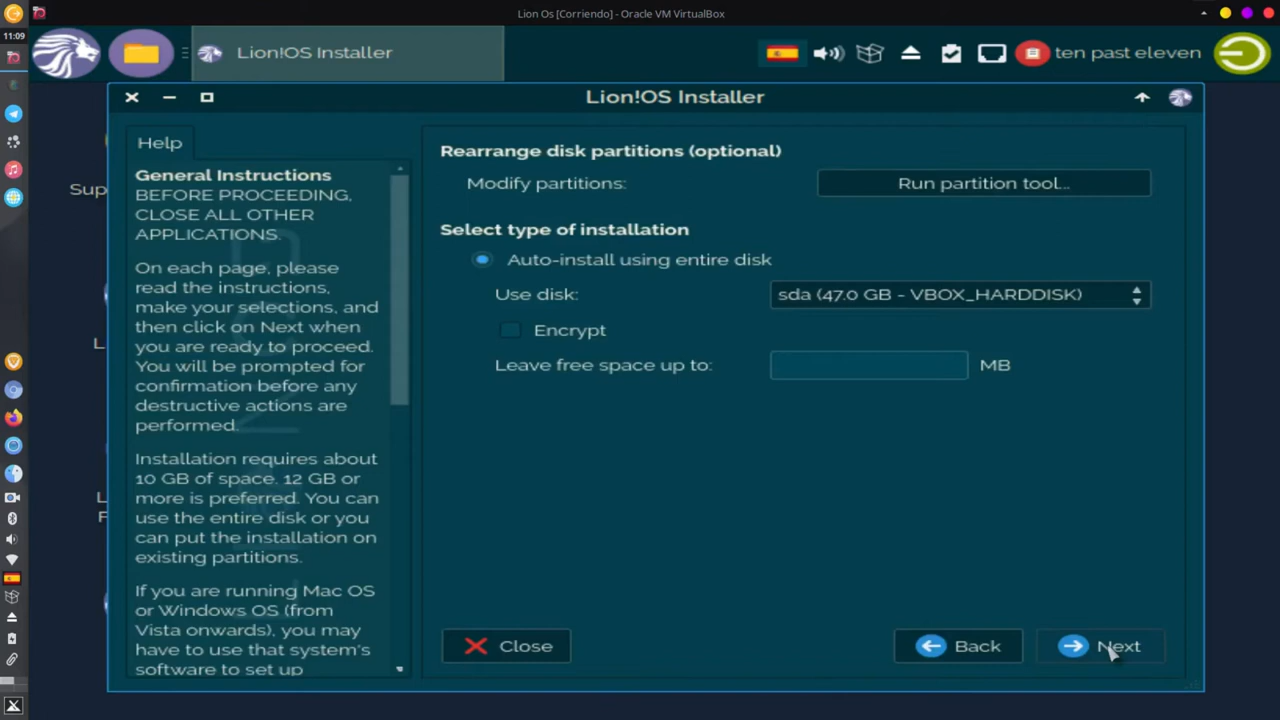 Lion Os [Corriendo] - Oracle VM VirtualBox
11:09
Lion!OS Installer
ten past eleven
Lion!OS Installer
Help
General Instructions
BEFORE PROCEEDING,
CLOSE ALL OTHER
APPLICATIONS.
On each page, please
read the instructions,
make your selections, and
then click on Next when
you are ready to proceed.
You will be prompted for
confirmation before any
destructive actions are
performed.
Installation requires about
10 GB of space. 12 GB or
more is preferred. You can
use the entire disk or you
can put the installation on
existing partitions.
If you are running Mac OS
or Windows OS (from
Vista onwards), you may
have to use that system's
software to set up
Rearrange disk partitions (optional)
Modify partitions:
Run partition tool...
Select type of installation
Auto-install using entire disk
Use disk:
sda (47.0 GB - VBOX_HARDDISK)
Encrypt
Leave free space up to:
MB
Close
Back
Next
Sup
L
L
F